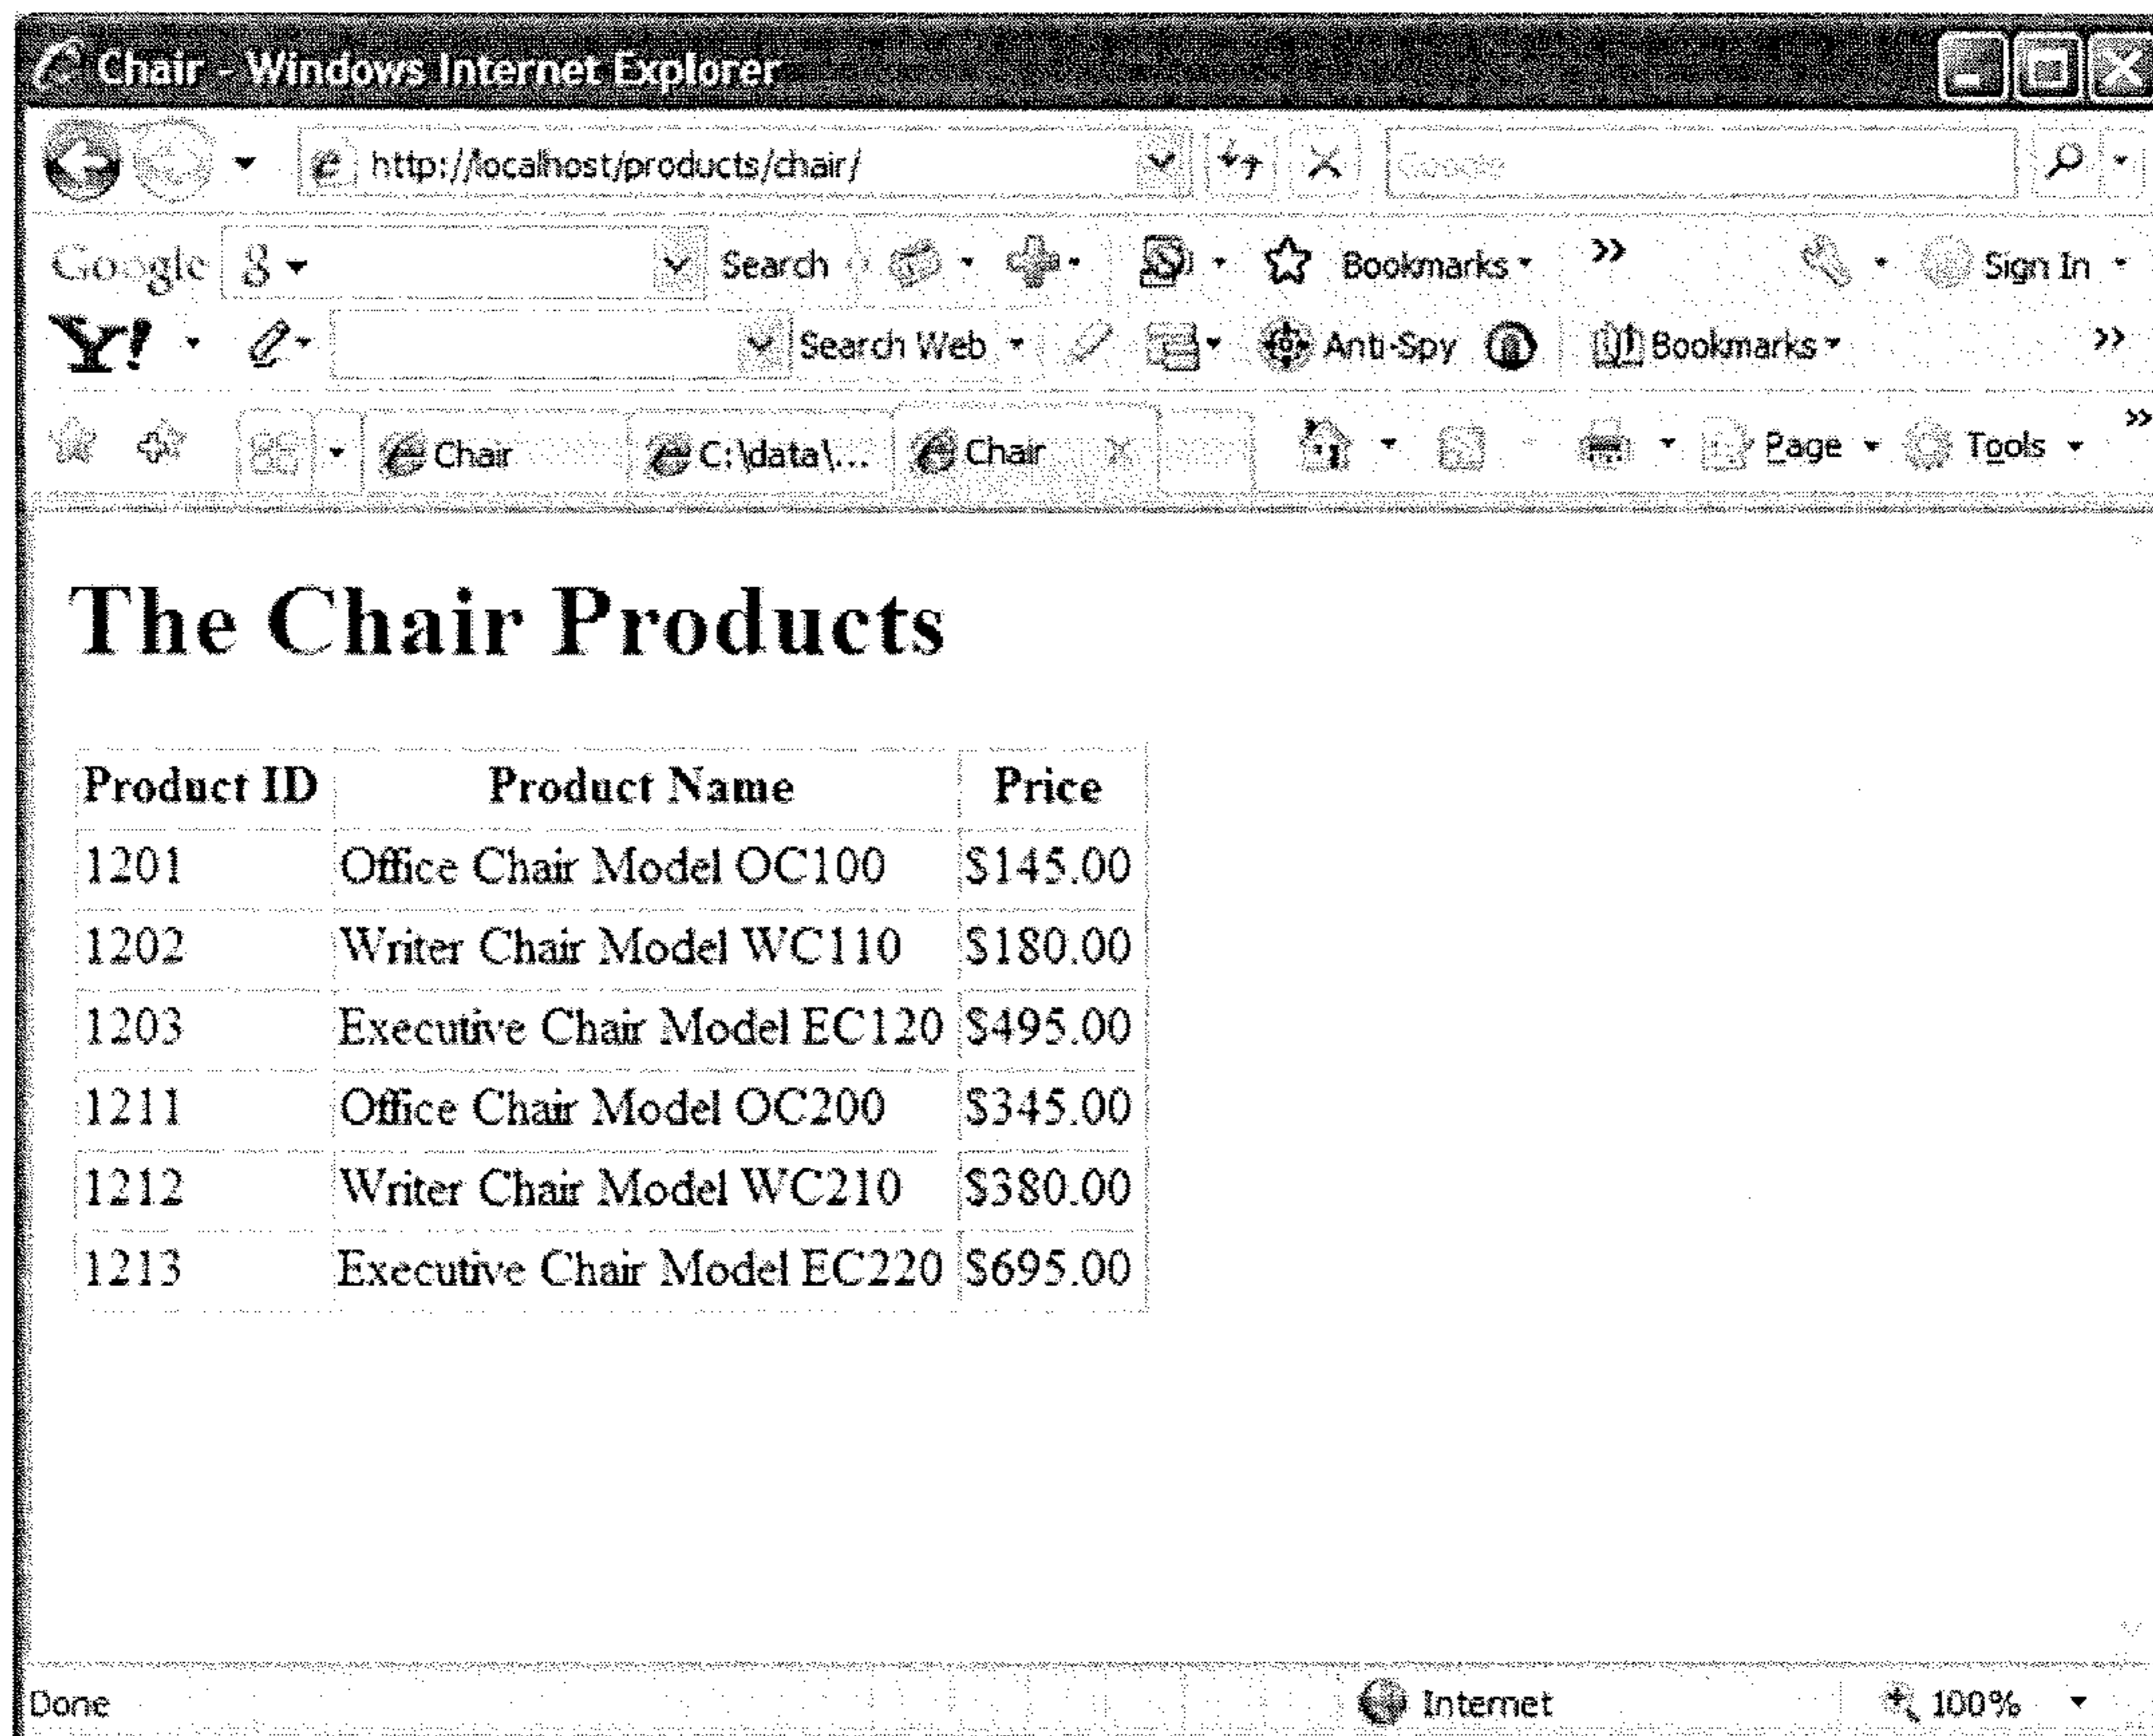 Chair - Windows Internet Explorer
http://localhost/products/chair/ Google
Google g Search Bookmarks » Sign In
Y! Search Web Anti-Spy Bookmarks »
Chair C:\data\... Chair Page Tools »
The Chair Products
Product ID Product Name Price
1201 Office Chair Model OC100 $145.00
1202 Writer Chair Model WC110 $180.00
1203 Executive Chair Model EC120 $495.00
1211 Office Chair Model OC200 $345.00
1212 Writer Chair Model WC210 $380.00
1213 Executive Chair Model EC220 $695.00
Done Internet 100%